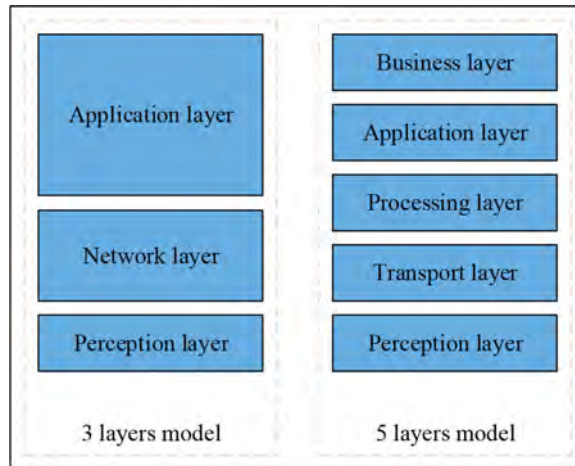 Application layer
Network layer
Perception layer
3 layers model
Business layer
Application layer
Processing layer
Transport layer
Perception layer
5 layers model